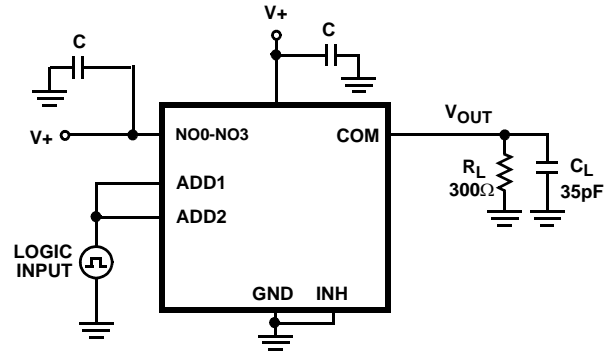 V+
C
C
V+
NO0-NO3
COM
VOUT
ADD1
ADD2
RL
300Ω
CL
35pF
LOGIC
INPUT
GND
INH